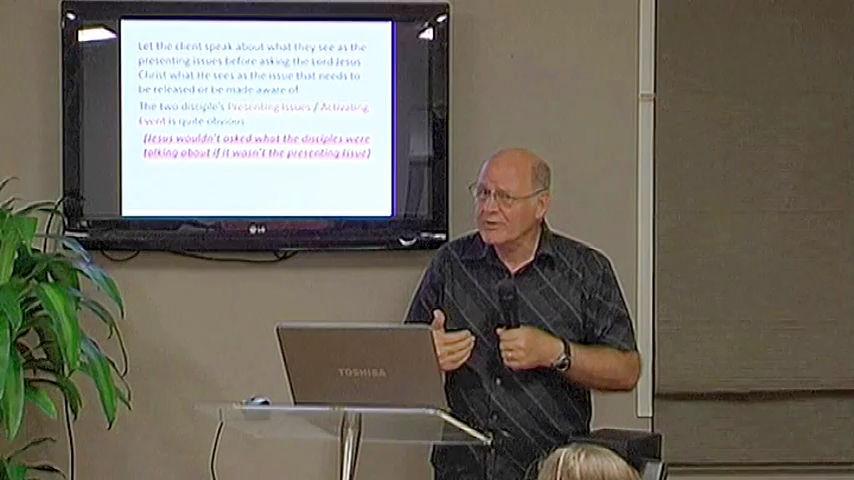 Let the client speak about what they see as the
presenting issues before asking the Lord Jesus
Christ what He sees as the issue that needs to
be released or be made aware of.
The two disciple's Presenting Issues / Activating
Event is quite obvious
(Jesus wouldn't asked what the disciples were
talking about if it wasn't the presenting issue)
LG
TOSHIBA